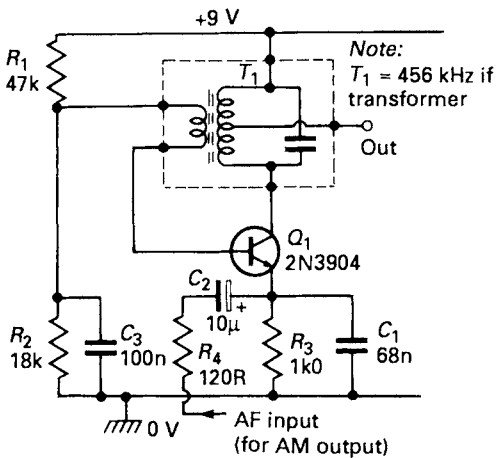 +9 V
Note:
T1 = 456 kHz if
transformer
R1
47k
T1
Out
Q1
2N3904
C2
10μ
+
R2
18k
C3
100n
R4
120R
R3
1k0
C1
68n
0 V
AF input
(for AM output)